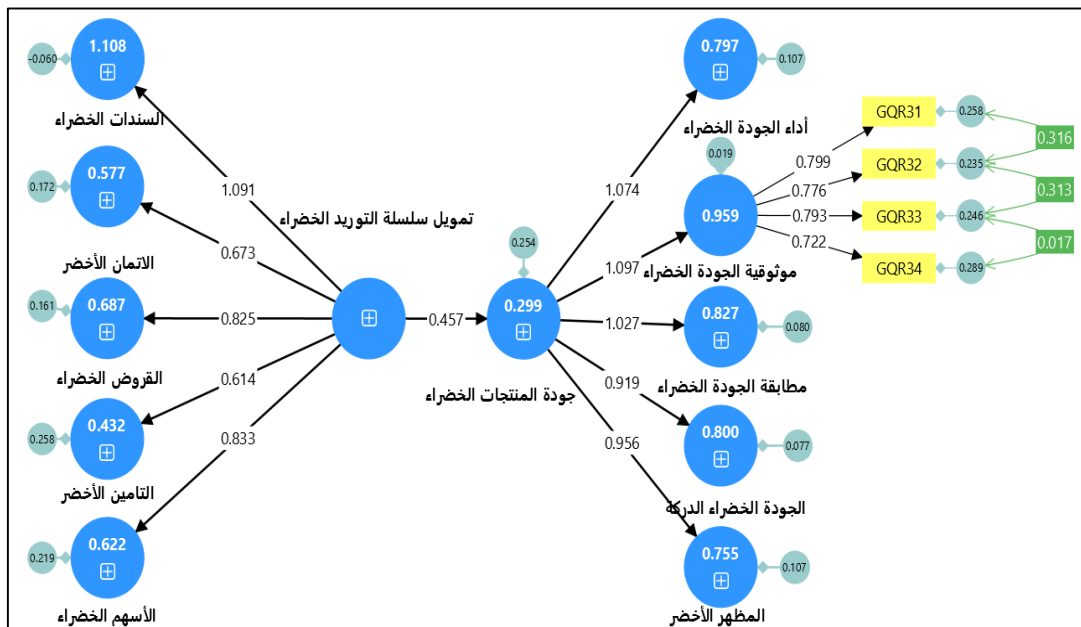 1.108
-0.060
السندات الخضراء
0.577
0.172
الاتمان الأخضر
0.687
0.161
القروض الخضراء
0.432
0.258
التامين الأخضر
0.622
0.219
الأسهم الخضراء
1.091
0.673
0.825
0.614
0.833
تمويل سلسلة التوريد الخضراء
0.457
0.254
0.299
جودة المنتجات الخضراء
1.074
1.097
1.027
0.919
0.956
0.797
0.107
أداء الجودة الخضراء
0.019
0.959
موثوقية الجودة الخضراء
0.827
0.080
مطابقة الجودة الخضراء
0.800
0.077
الجودة الخضراء الدركة
0.755
0.107
المظهر الأخضر
0.799
0.776
0.793
0.722
GQR31
0.258
GQR32
0.235
GQR33
0.246
GQR34
0.289
0.316
0.313
0.017